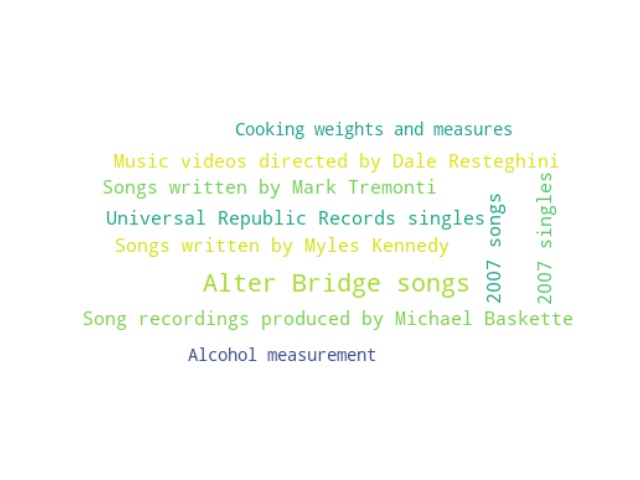 Cooking weights and measures
Music videos directed by Dale Resteghini
Songs written by Mark Tremonti
Universal Republic Records singles
Songs written by Myles Kennedy
Alter Bridge songs
Song recordings produced by Michael Baskette
Alcohol measurement
2007 songs
2007 singles